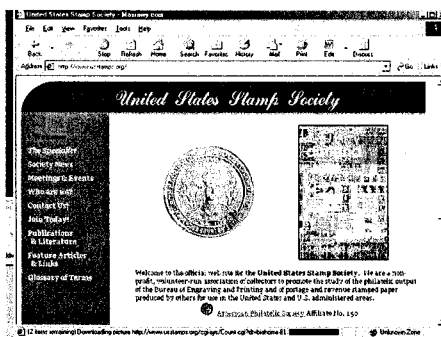 United States Stamp Society -
File Edit View Favorites Tools Help
Back Stop Refresh Home Search Favorites History Mail Print Edit Discuss
Address Go Links
United States Stamp Society
The Specialist
Society News
Meetings & Events
Who Are We?
Contact Us!
Join Today!
Publications
& Literature
Feature Articles
& Links
Glossary of Terms
Welcome to the official web site for the United States Stamp Society. We are a non-
profit, volunteer-run association of collectors to promote the study of the philatelic output
of the Bureau of Engraving and Printing and of postage and revenue stamped paper
produced by others for use in the United States and U.S. administered areas.
American Philatelic Society Affiliate No. 150
Downloading picture Unknown Zone